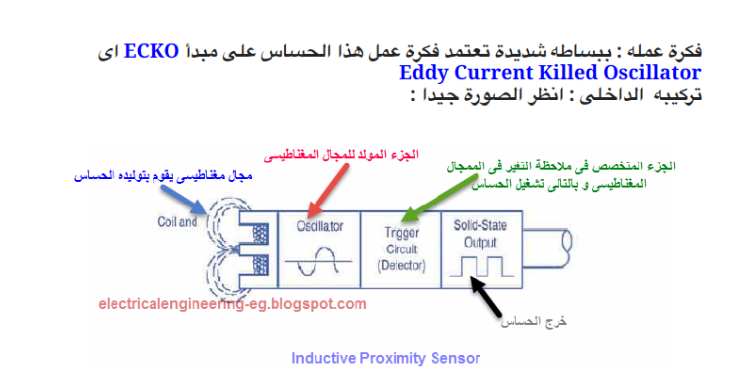 فكرة عمله : ببساطه شديدة تعتمد فكرة عمل هذا الحساس على مبدأ ECKO اى
Eddy Current Killed Oscillator
تركيبه الداخلى : انظر الصورة جيدا :
الجزء المولد للمجال المغناطيسى
الجزء المتخصص فى ملاحظة التغير فى الممجال
المغناطيسى و بالتالى تشغيل الحساس
مجال مغناطيسى يقوم بتوليده الحساس
Coil and
Oscillator
Trigger
Circuit
(Detector)
Solid-State
Output
electricalengineering-eg.blogspot.com
خرج الحساس
Inductive Proximity Sensor